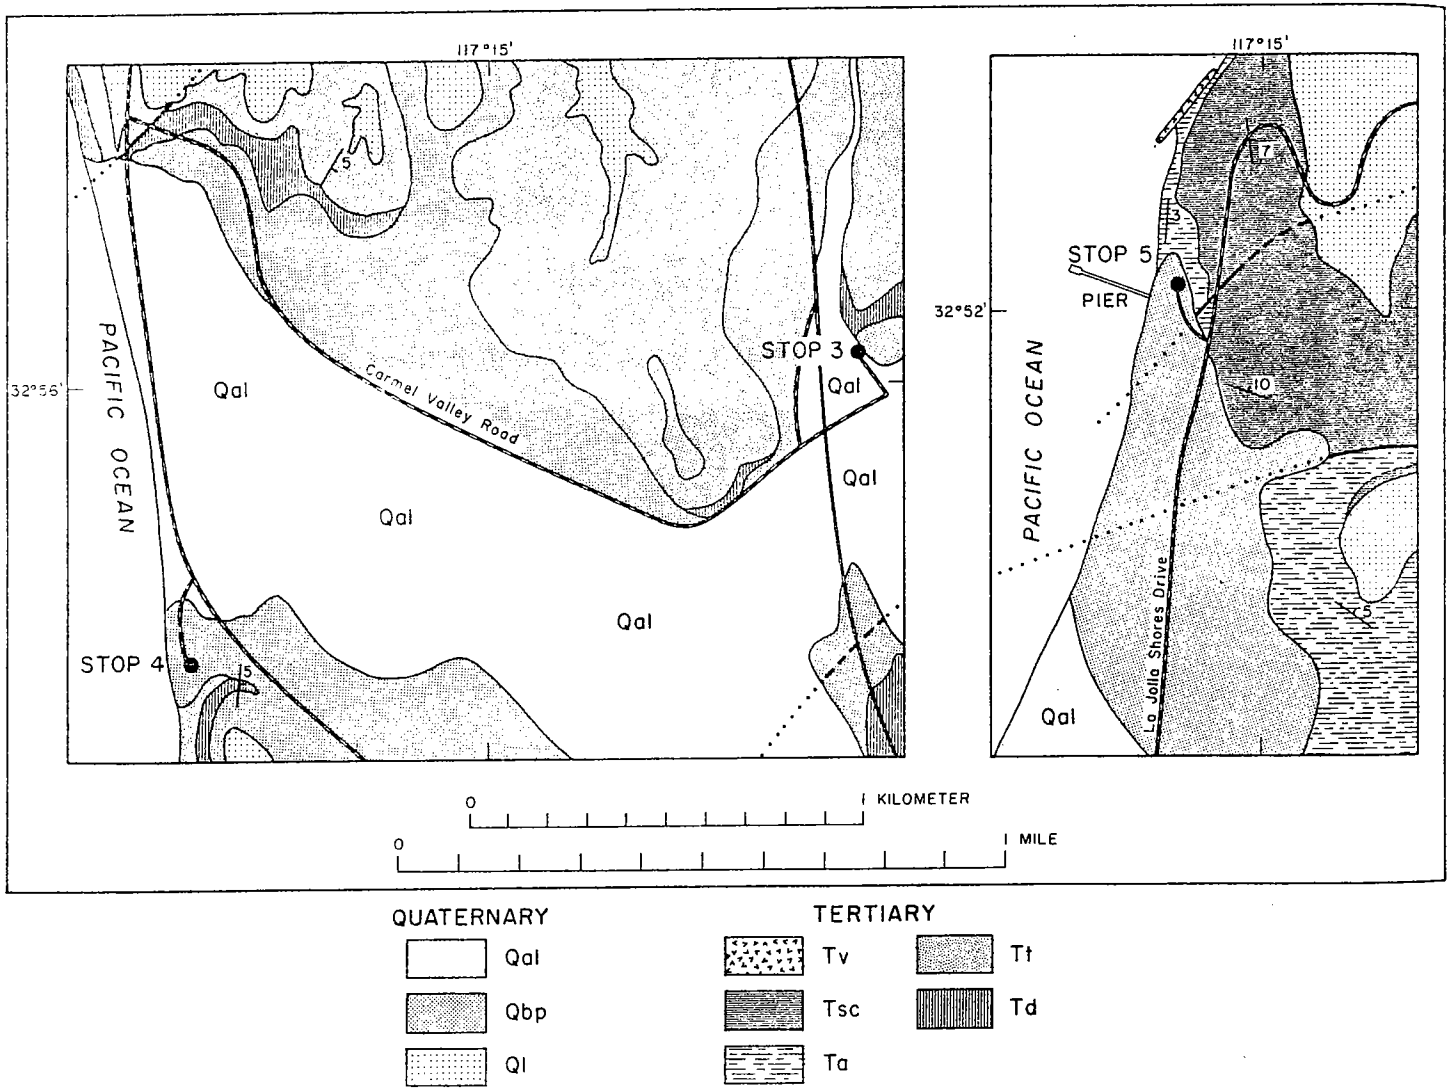 117°15'
117°15'
5
7
3
STOP 5
PIER
32°52'
STOP 3
Qal
Carmel Valley Road
32°56'
Qal
PACIFIC OCEAN
PACIFIC OCEAN
10
Qal
Qal
Qal
5
STOP 4
5
La Jolla Shores Drive
Qal
0 1 KILOMETER
0 1 MILE
QUATERNARY
TERTIARY
Qal
Tv
Tt
Qbp
Tsc
Td
Ql
Ta